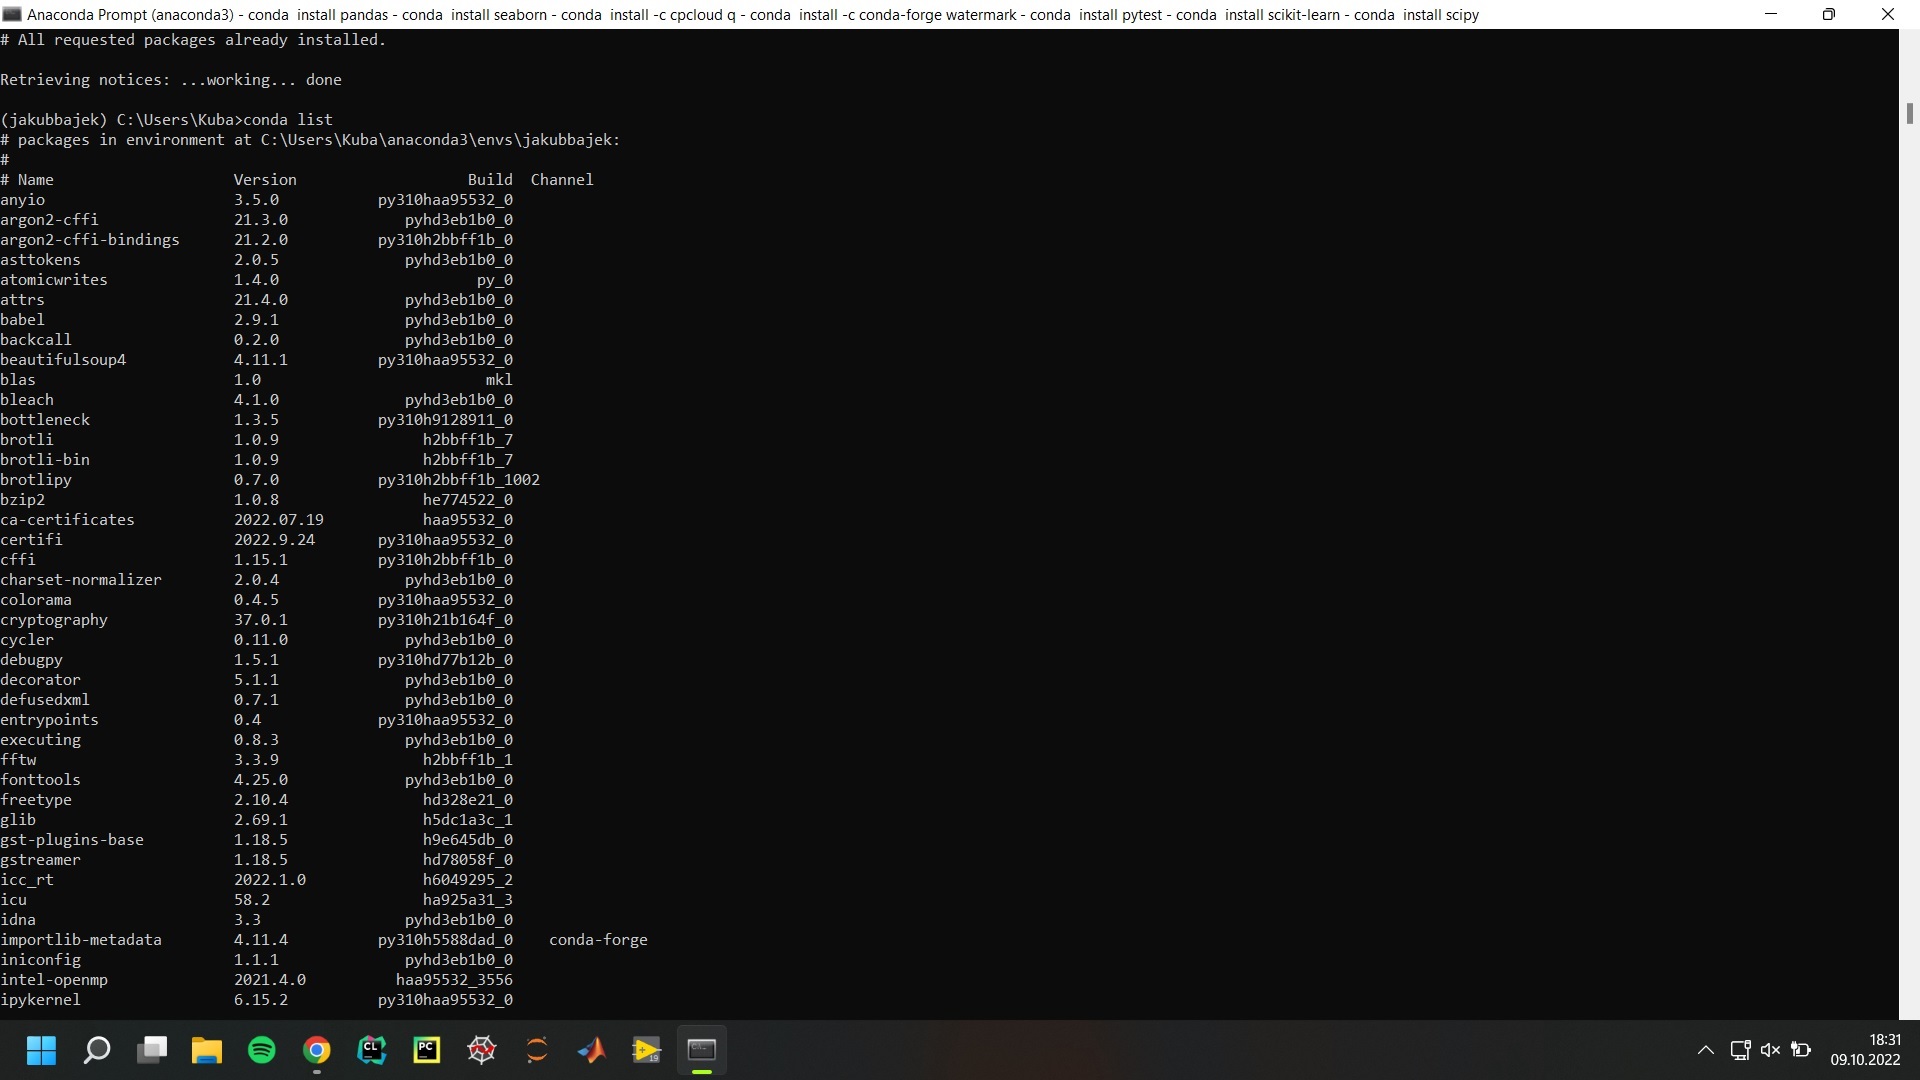 Anaconda Prompt (anaconda3) - conda  install pandas - conda  install seaborn - conda  install -c cpcloud q - conda  install -c conda-forge watermark - conda  install pytest - conda  install scikit-learn - conda  install scipy
# All requested packages already installed.
Retrieving notices: ...working... done
(jakubbajek) C:\Users\Kuba>conda list
# packages in environment at C:\Users\Kuba\anaconda3\envs\jakubbajek:
#
# Name                    Version                   Build  Channel
anyio                     3.5.0           py310haa95532_0
argon2-cffi               21.3.0             pyhd3eb1b0_0
argon2-cffi-bindings      21.2.0          py310h2bbff1b_0
asttokens                 2.0.5              pyhd3eb1b0_0
atomicwrites              1.4.0                      py_0
attrs                     21.4.0             pyhd3eb1b0_0
babel                     2.9.1              pyhd3eb1b0_0
backcall                  0.2.0              pyhd3eb1b0_0
beautifulsoup4            4.11.1          py310haa95532_0
blas                      1.0                         mkl
bleach                    4.1.0              pyhd3eb1b0_0
bottleneck                1.3.5           py310h9128911_0
brotli                    1.0.9                h2bbff1b_7
brotli-bin                1.0.9                h2bbff1b_7
brotlipy                  0.7.0           py310h2bbff1b_1002
bzip2                     1.0.8                he774522_0
ca-certificates           2022.07.19           haa95532_0
certifi                   2022.9.24       py310haa95532_0
cffi                      1.15.1          py310h2bbff1b_0
charset-normalizer        2.0.4              pyhd3eb1b0_0
colorama                  0.4.5           py310haa95532_0
cryptography              37.0.1          py310h21b164f_0
cycler                    0.11.0             pyhd3eb1b0_0
debugpy                   1.5.1           py310hd77b12b_0
decorator                 5.1.1              pyhd3eb1b0_0
defusedxml                0.7.1              pyhd3eb1b0_0
entrypoints               0.4             py310haa95532_0
executing                 0.8.3              pyhd3eb1b0_0
fftw                      3.3.9                h2bbff1b_1
fonttools                 4.25.0             pyhd3eb1b0_0
freetype                  2.10.4               hd328e21_0
glib                      2.69.1               h5dc1a3c_1
gst-plugins-base          1.18.5               h9e645db_0
gstreamer                 1.18.5               hd78058f_0
icc_rt                    2022.1.0             h6049295_2
icu                       58.2                 ha925a31_3
idna                      3.3                pyhd3eb1b0_0
importlib-metadata        4.11.4          py310h5588dad_0    conda-forge
iniconfig                 1.1.1              pyhd3eb1b0_0
intel-openmp              2021.4.0          haa95532_3556
ipykernel                 6.15.2          py310haa95532_0
CL
PC
19
18:31
09.10.2022